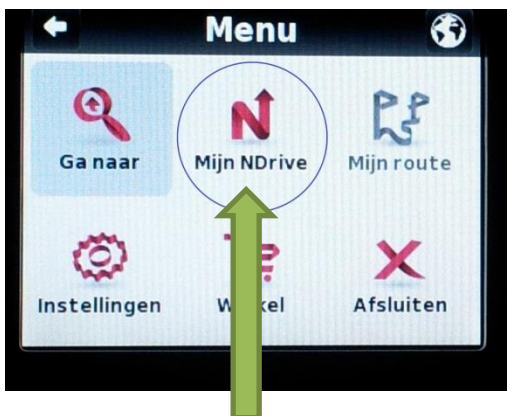 Menu
Ga naar
Mijn NDrive
Mijn route
Instellingen
Afsluiten